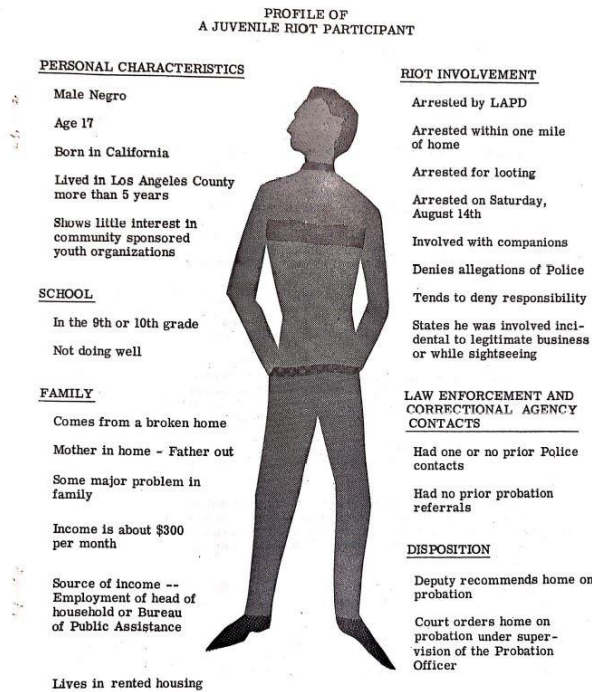 PROFILE OF
A JUVENILE RIOT PARTICIPANT
PERSONAL CHARACTERISTICS
Male Negro
Age 17
Born in California
Lived in Los Angeles County
more than 5 years
Shows little interest in
community sponsored
youth organizations
SCHOOL
In the 9th or 10th grade
Not doing well
FAMILY
Comes from a broken home
Mother in home - Father out
Some major problem in
family
Income is about $300
per month
Source of income --
Employment of head of
household or Bureau
of Public Assistance
Lives in rented housing
RIOT INVOLVEMENT
Arrested by LAPD
Arrested within one mile
of home
Arrested for looting
Arrested on Saturday,
August 14th
Involved with companions
Denies allegations of Police
Tends to deny responsibility
States he was involved inci-
dental to legitimate business
or while sightseeing
LAW ENFORCEMENT AND
CORRECTIONAL AGENCY
CONTACTS
Had one or no prior Police
contacts
Had no prior probation
referrals
DISPOSITION
Deputy recommends home on
probation
Court orders home on
probation under super-
vision of the Probation
Officer